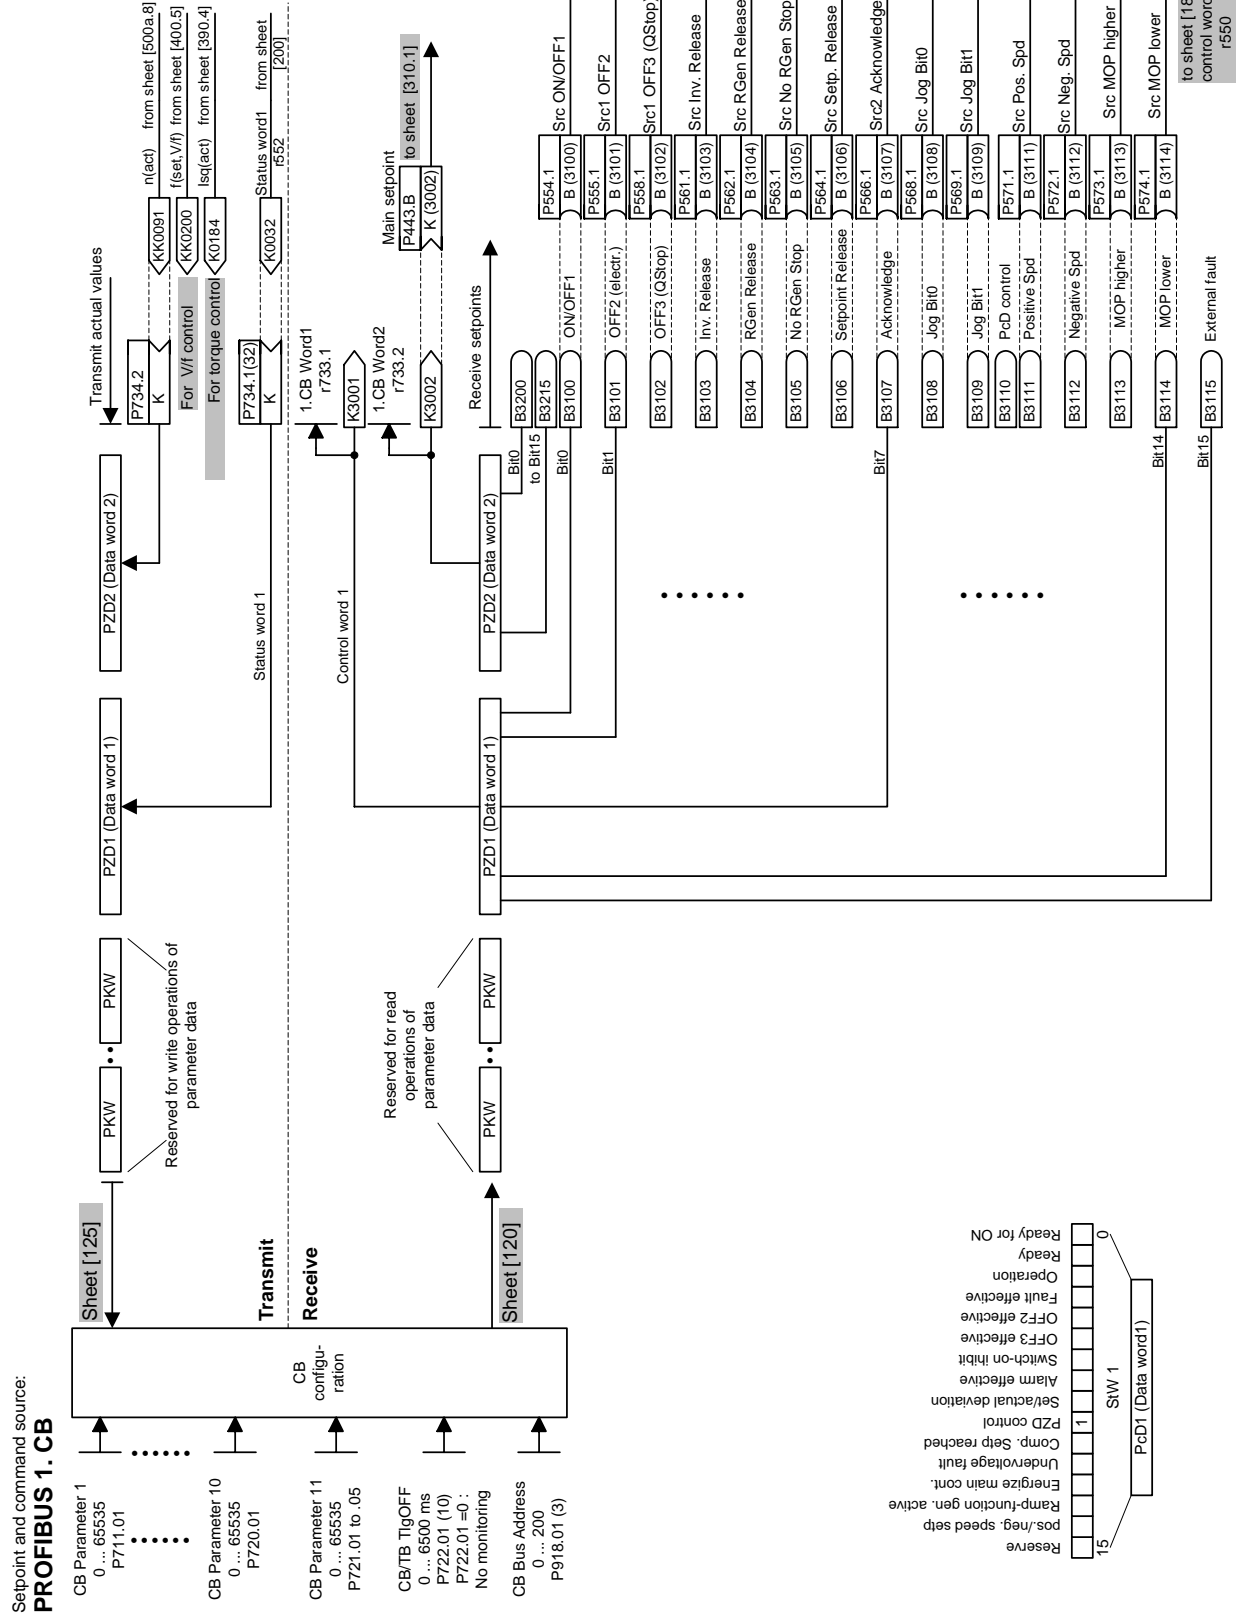 Setpoint and command source:
PROFIBUS 1. CB
CB Parameter 1
0 ... 65535
P711.01
CB Parameter 10
0 ... 65535
P720.01
CB Parameter 11
0 ... 65535
P721.01 to .05
CB/TB TlgOFF
0 ... 6500 ms
P722.01 (10)
P722.01 =0 :
No monitoring
CB Bus Address
0 ... 200
P918.01 (3)
CB
configu-
ration
Sheet [125]
Transmit
Receive
Sheet [120]
PKW
PKW
Reserved for write operations of
parameter data
PZD1 (Data word 1)
PZD2 (Data word 2)
Transmit actual values
P734.2
K
KK0091
n(act) from sheet [500a.8]
For V/f control
KK0200
f(set,V/f) from sheet [400.5]
For torque control
K0184
Isq(act) from sheet [390.4]
Status word 1
P734.1(32)
K
K0032
Status word1 from sheet
r552 [200]
Control word 1
1.CB Word1
r733.1
K3001
1.CB Word2
r733.2
K3002
Main setpoint
P443.B
K (3002)
to sheet [310.1]
Reserved for read
operations of
parameter data
PKW
PKW
PZD1 (Data word 1)
PZD2 (Data word 2)
Receive setpoints
Bit0
B3200
to Bit15
B3215
Bit0
B3100
ON/OFF1
P554.1
B (3100)
Src ON/OFF1
Bit1
B3101
OFF2 (electr.)
P555.1
B (3101)
Src1 OFF2
B3102
OFF3 (QStop)
P558.1
B (3102)
Src1 OFF3 (QStop)
B3103
Inv. Release
P561.1
B (3103)
Src Inv. Release
B3104
RGen Release
P562.1
B (3104)
Src RGen Release
B3105
No RGen Stop
P563.1
B (3105)
Src No RGen Stop
B3106
Setpoint Release
P564.1
B (3106)
Src Setp. Release
Bit7
B3107
Acknowledge
P566.1
B (3107)
Src2 Acknowledge
B3108
Jog Bit0
P568.1
B (3108)
Src Jog Bit0
B3109
Jog Bit1
P569.1
B (3109)
Src Jog Bit1
B3110
PcD control
B3111
Positive Spd
P571.1
B (3111)
Src Pos. Spd
B3112
Negative Spd
P572.1
B (3112)
Src Neg. Spd
B3113
MOP higher
P573.1
B (3113)
Src MOP higher
Bit14
B3114
MOP lower
P574.1
B (3114)
Src MOP lower
Bit15
B3115
External fault
to sheet [18
control word
r550
Reserve
pos./neg. speed setp
Ramp-function gen. active
Energize main cont.
Undervoltage fault
Comp. Setp reached
PZD control
Set/actual deviation
Alarm effective
Switch-on ihibit
OFF3 effective
OFF2 effective
Fault effective
Operation
Ready
Ready for ON
1
15
StW 1
0
PcD1 (Data word1)